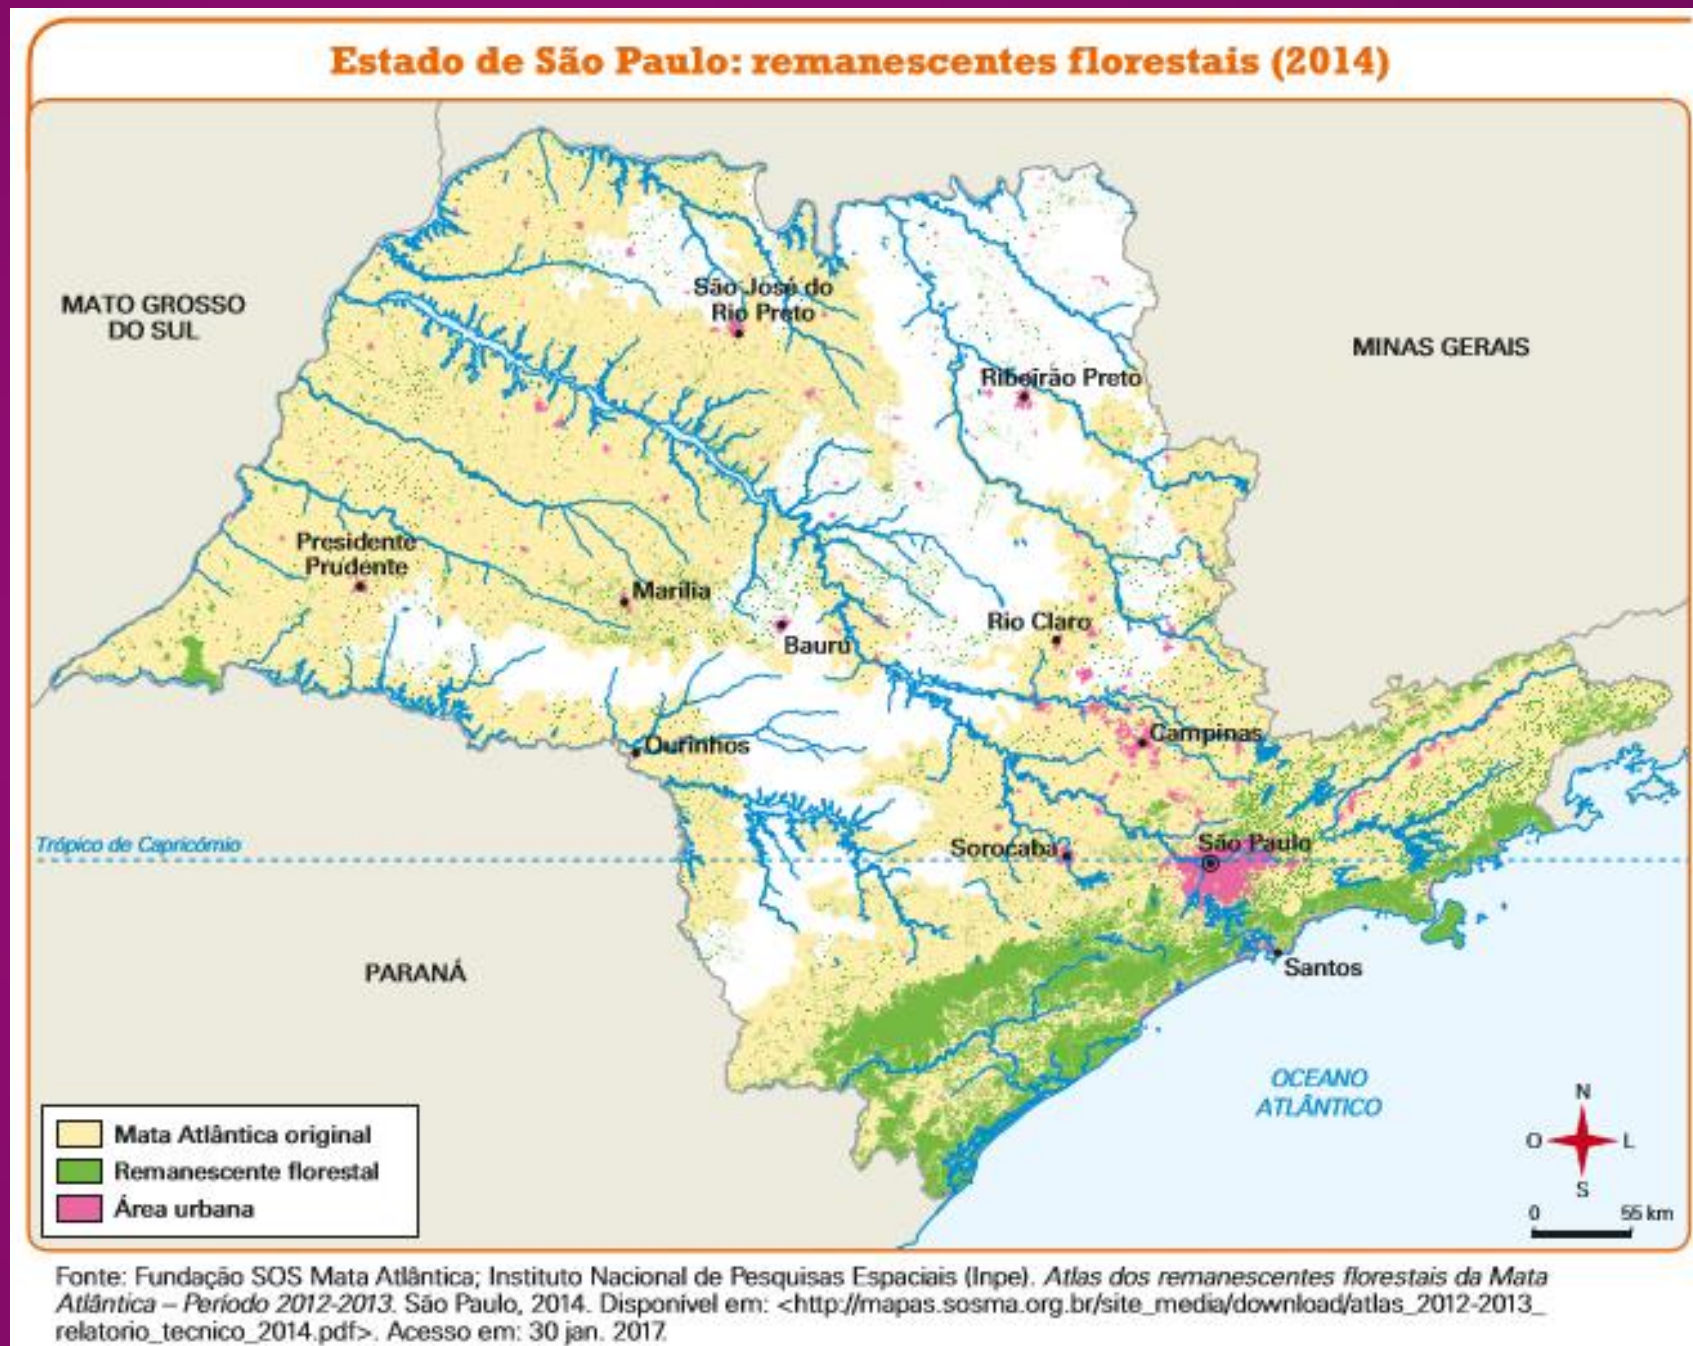 Estado de São Paulo: remanescentes florestais (2014)
MATO GROSSO
DO SUL
São José do
Rio Preto
MINAS GERAIS
Ribeirão Preto
Presidente
Prudente
Marília
Bauru
Rio Claro
Ourinhos
Campinas
Trópico de Capricórnio
Sorocaba
São Paulo
PARANÁ
Santos
OCEANO
ATLÂNTICO
N
O
L
S
0
55 km
Mata Atlântica original
Remanescente florestal
Área urbana
Fonte: Fundação SOS Mata Atlântica; Instituto Nacional de Pesquisas Espaciais (Inpe). Atlas dos remanescentes florestais da Mata
Atlântica – Período 2012-2013. São Paulo, 2014. Disponível em: <http://mapas.sosma.org.br/site_media/download/atlas_2012-2013_
relatorio_tecnico_2014.pdf>. Acesso em: 30 jan. 2017.